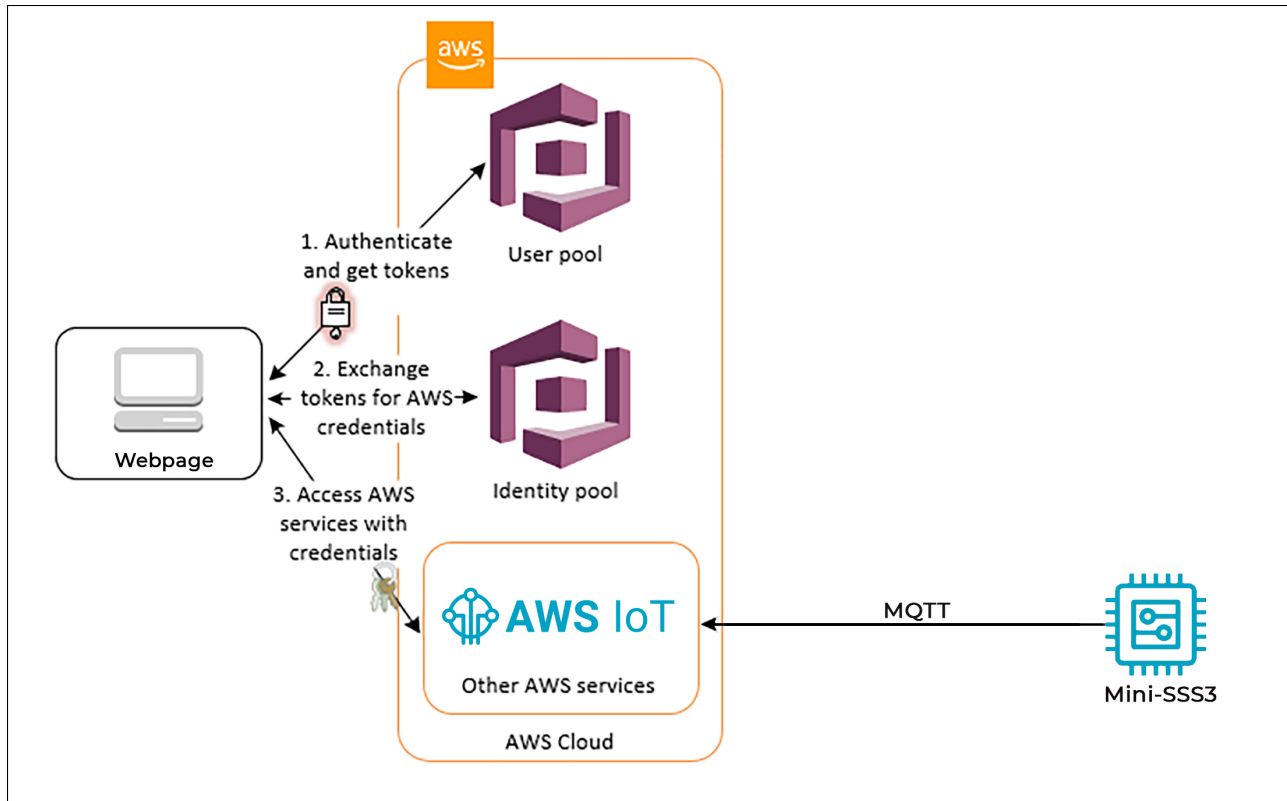 aws
1. Authenticate
and get tokens
User pool
2. Exchange
tokens for AWS
credentials
Webpage
Identity pool
3. Access AWS
services with
credentials
AWS IoT
Other AWS services
AWS Cloud
MQTT
Mini-SSS3